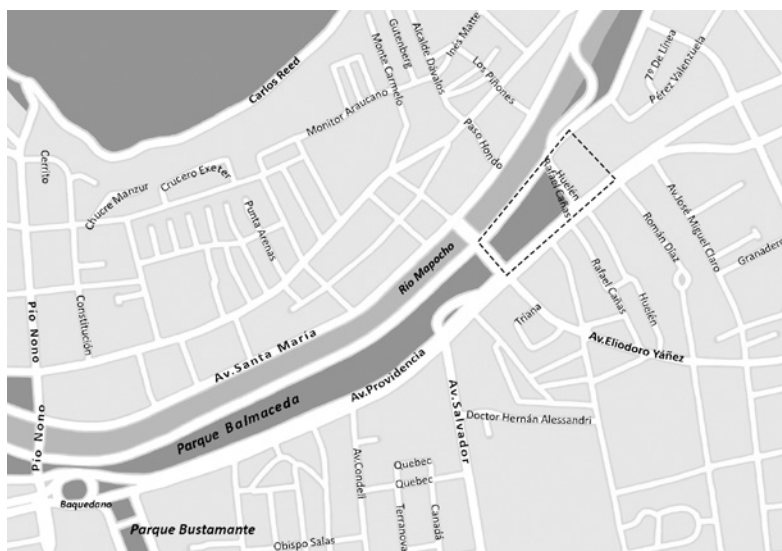 Carlos Reed
Monte Carmelo
Gutenberg
Alcalde Dávalos
Inés Matte
Los Piñones
Monitor Araucano
Paso Hondo
7º De Línea
Pérez Valenzuela
Cerrito
Crucero Exeter
Chucre Manzur
Punta Arenas
Constitución
Pío Nono
Pío Nono
Río Mapocho
Av.Santa María
Huelén
Rafael Cañas
Av.José Miguel Claro
Román Díaz
Granadero
Rafael Cañas
Huelén
Triana
Av.Eliodoro Yáñez
Av.Providencia
Parque Balmaceda
Av.Salvador
Doctor Hernán Alessandri
Av.Condell
Quebec
Quebec
Terranova
Canadá
Baquedano
Parque Bustamante
Obispo Salas